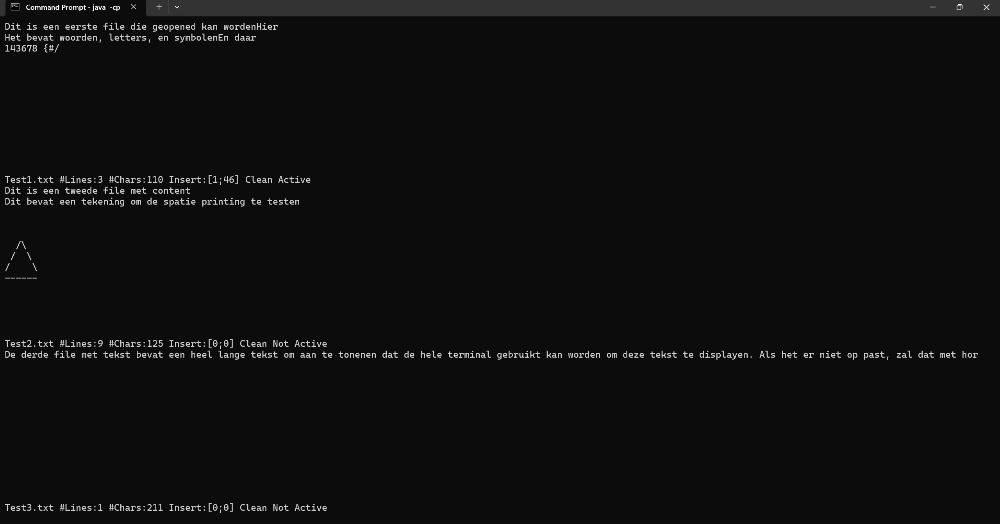 Command Prompt - java  -cp
Dit is een eerste file die geopened kan wordenHier
Het bevat woorden, letters, en symbolenEn daar
143678 {#/
Test1.txt #Lines:3 #Chars:110 Insert:[1;46] Clean Active
Dit is een tweede file met content
Dit bevat een tekening om de spatie printing te testen
  /\
 /  \
/    \
------
Test2.txt #Lines:9 #Chars:125 Insert:[0;0] Clean Not Active
De derde file met tekst bevat een heel lange tekst om aan te tonenen dat de hele terminal gebruikt kan worden om deze tekst te displayen. Als het er niet op past, zal dat met hor
Test3.txt #Lines:1 #Chars:211 Insert:[0;0] Clean Not Active